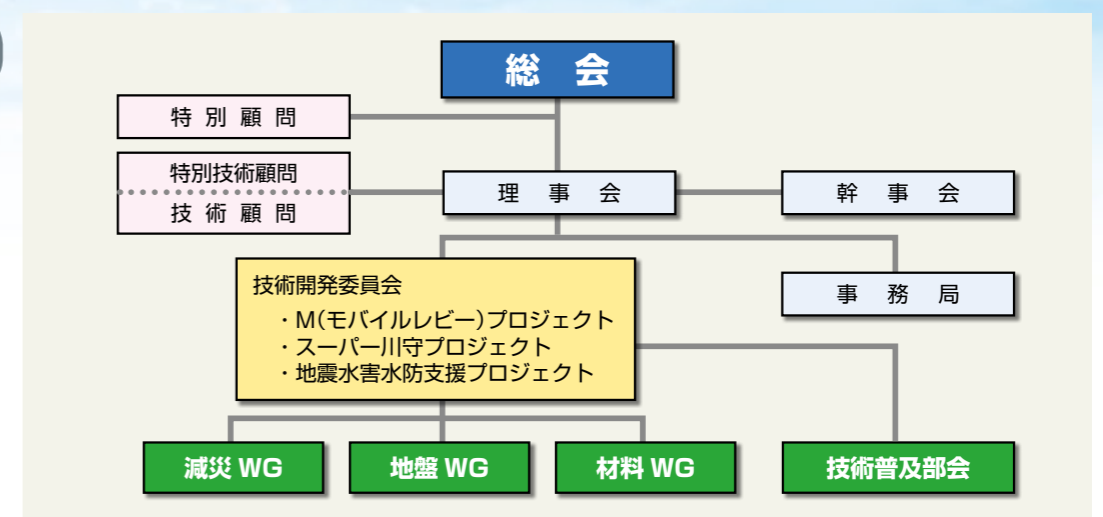 総 会
特 別 顧 問
特別技術顧問
技 術 顧 問
理 事 会
幹 事 会
事 務 局
技術開発委員会
・M(モバイルレビー)プロジェクト
・スーパー川守プロジェクト
・地震水害水防支援プロジェクト
減災 WG
地盤 WG
材料 WG
技術普及部会